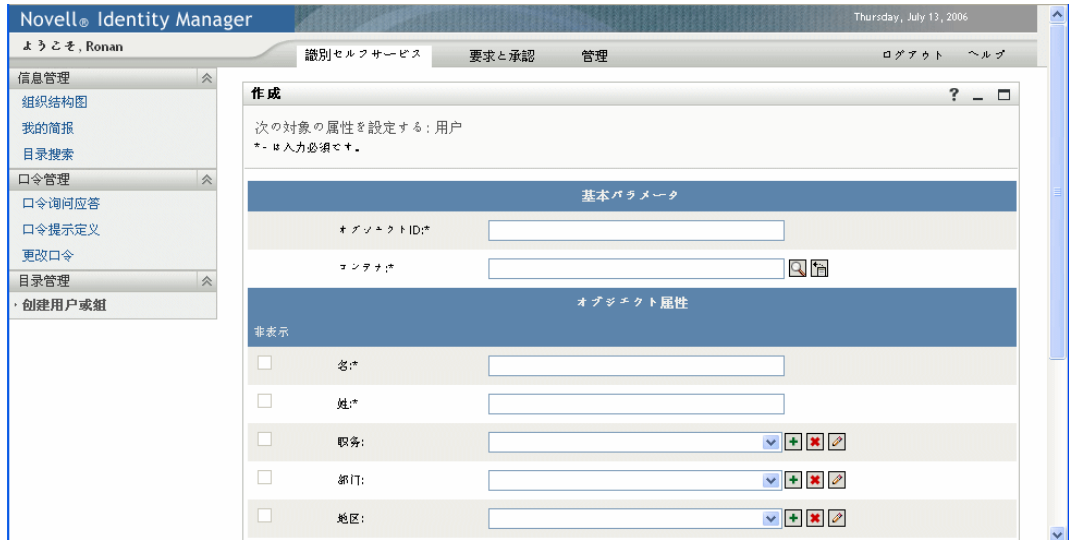 Novell® Identity Manager
Thursday, July 13, 2006
ようこそ, Ronan
識別セルフサービス 要求と承認 管理 ログアウト ヘルプ
信息管理
组织结构图
我的简报
目录搜索
口令管理
口令询问应答
口令提示定义
更改口令
目录管理
创建用户或组
作成
次の対象の属性を設定する: 用户
*- は入力必須です。
基本パラメータ
オブジェクトID:*
コンテナ:*
オブジェクト属性
非表示
名:*
姓:*
职务:
部门:
地区: